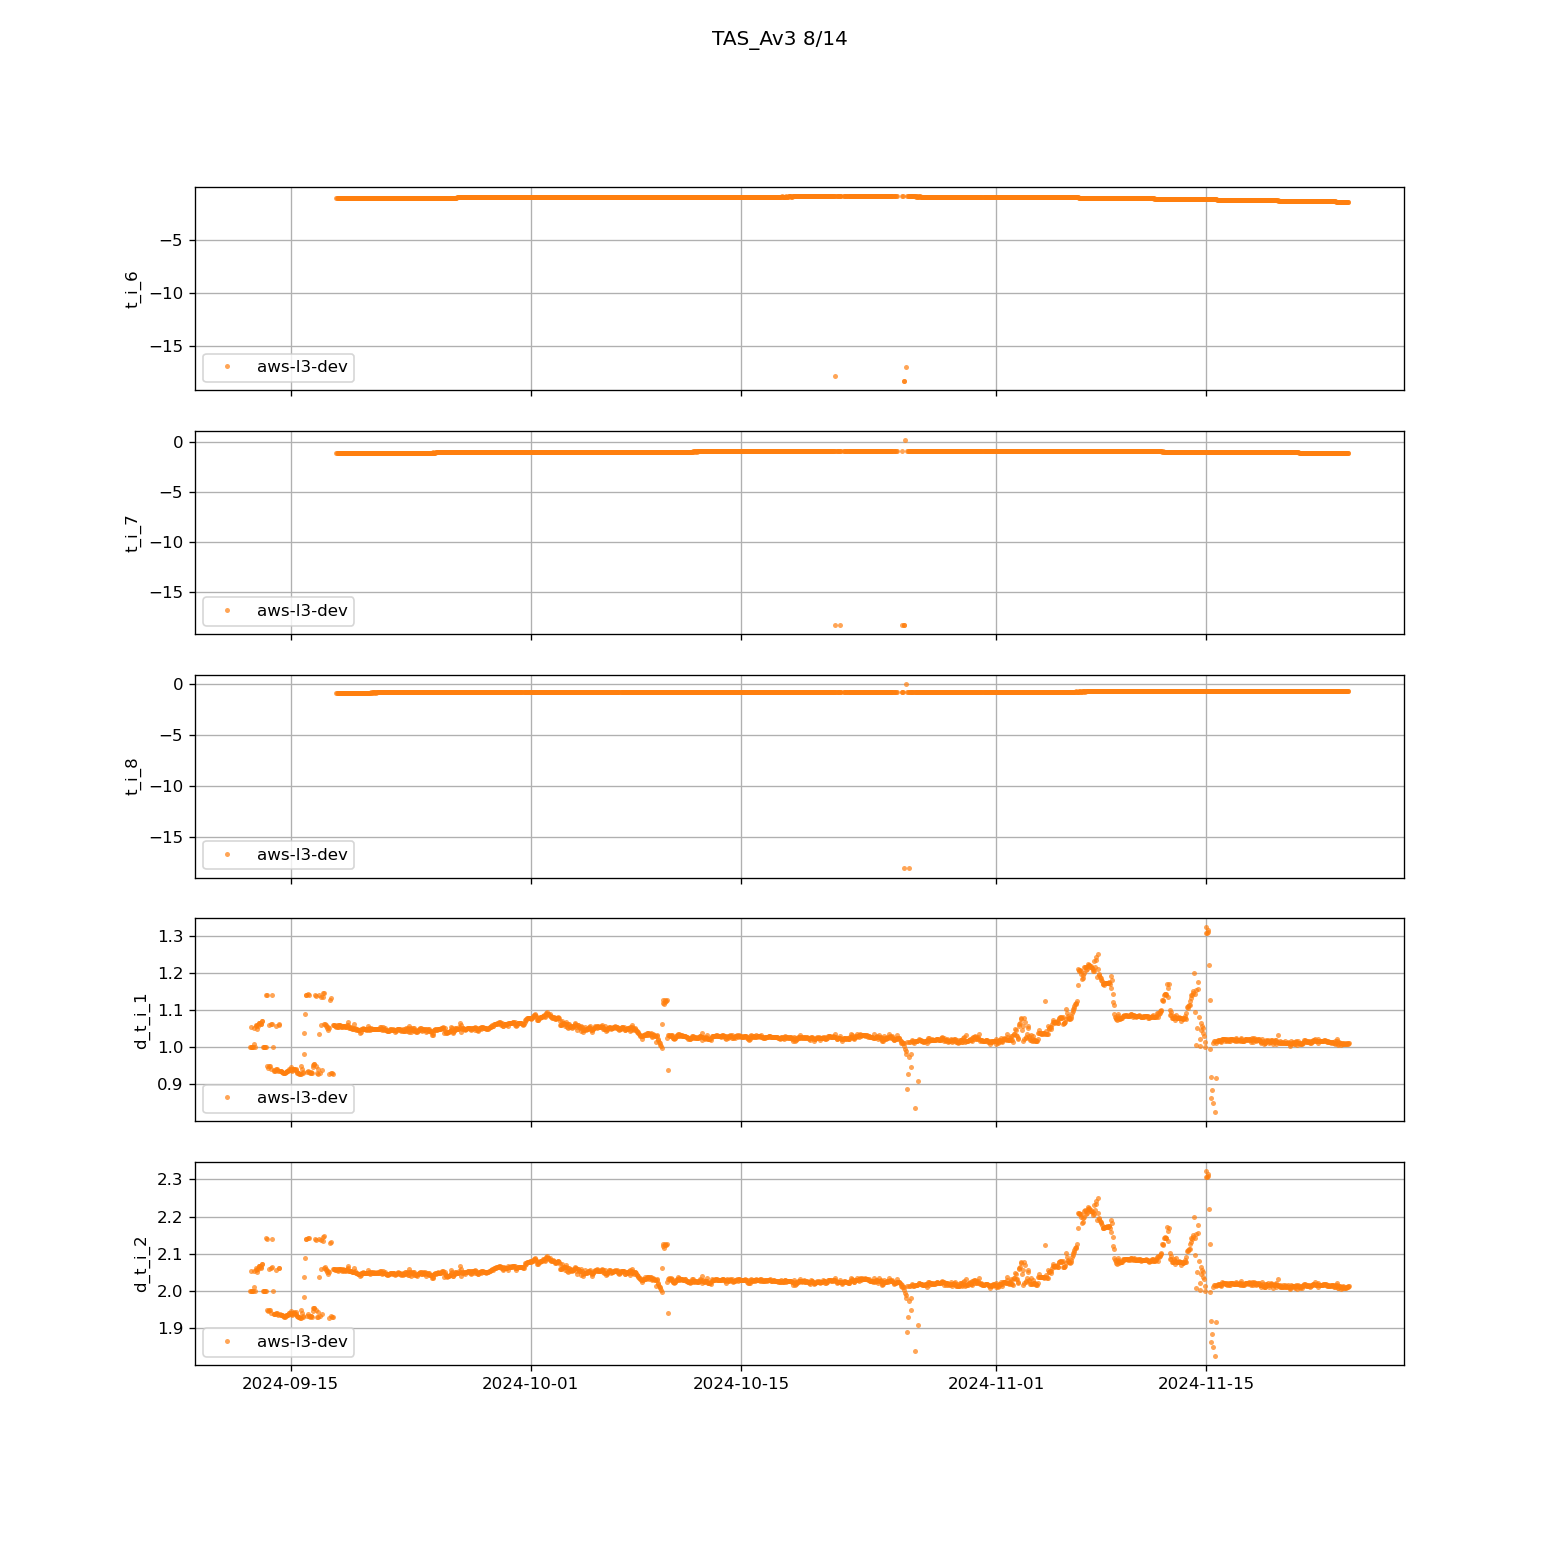 TAS_Av3 8/14
−5
−10
−15
t_i_6
aws-l3-dev
0
−5
−10
−15
t_i_7
aws-l3-dev
0
−5
−10
−15
t_i_8
aws-l3-dev
1.3
1.2
1.1
1.0
0.9
d_t_i_1
aws-l3-dev
2.3
2.2
2.1
2.0
1.9
d_t_i_2
aws-l3-dev
2024-09-15 2024-10-01 2024-10-15 2024-11-01 2024-11-15